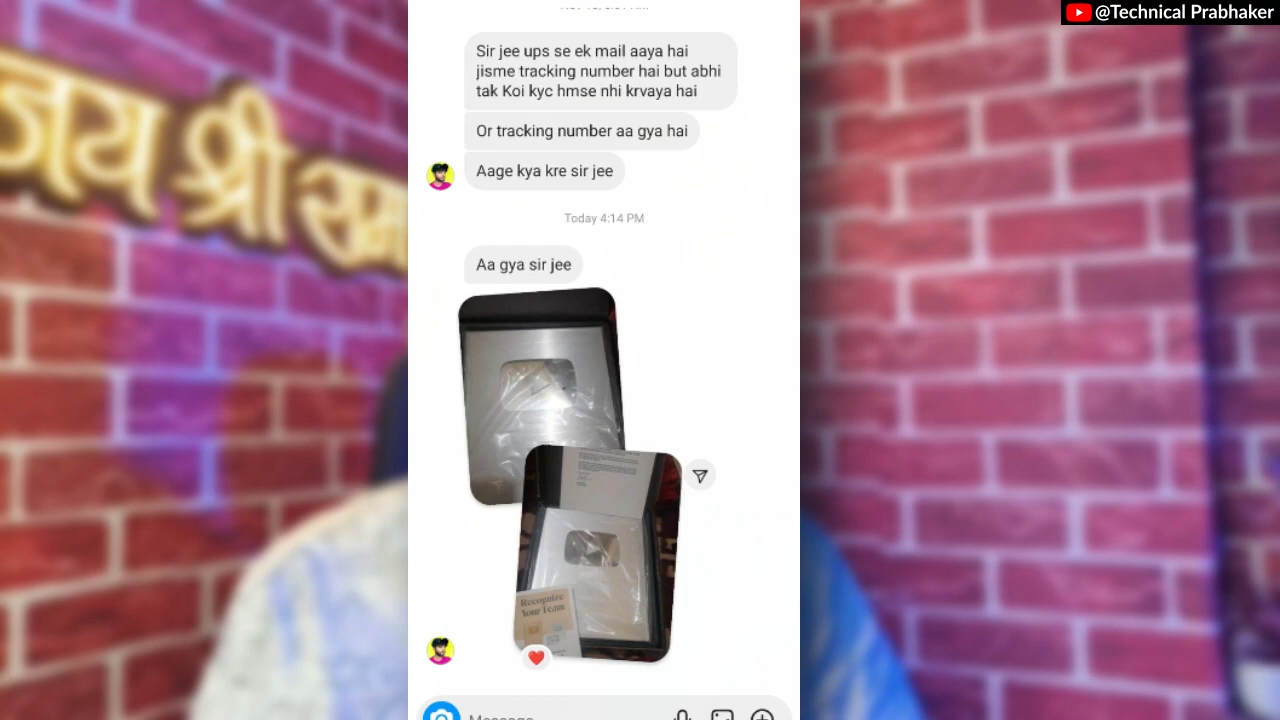 @Technical Prabhaker
जय श्री राम
Sir jee ups se ek mail aaya hai
jisme tracking number hai but abhi
tak Koi kyc hmse nhi krvaya hai
Or tracking number aa gya hai
Aage kya kre sir jee
Today 4:14 PM
Aa gya sir jee
Recognize
Your Team
Message